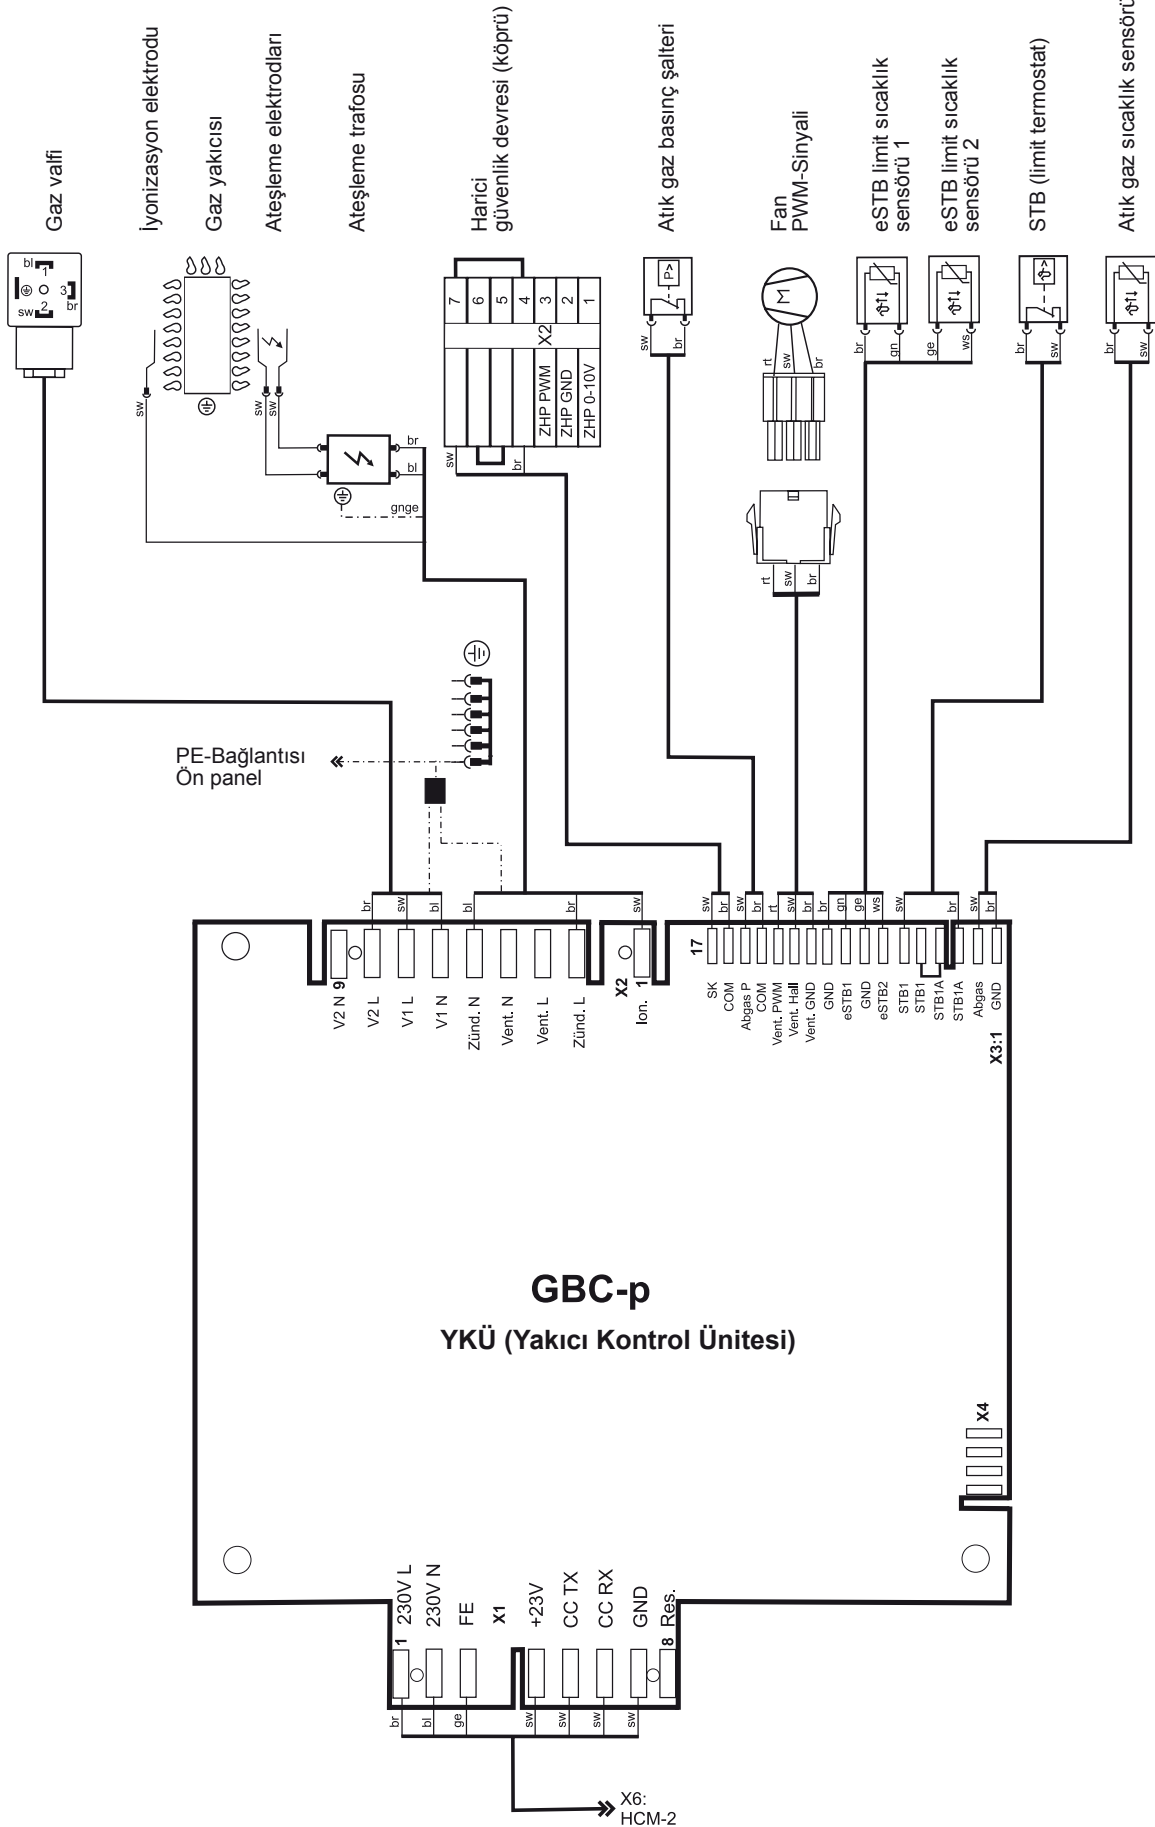 Gaz valfi
İyonizasyon elektrodu
Gaz yakıcısı
Ateşleme elektrodları
Ateşleme trafosu
Harici
güvenlik devresi (köprü)
Atık gaz basınç şalteri
Fan
PWM-Sinyali
eSTB limit sıcaklık
sensörü 1
eSTB limit sıcaklık
sensörü 2
STB (limit termostat)
Atık gaz sıcaklık sensörü
bl
1
sw
2
3
br
sw
sw
sw
br
bl
gnge
7
6
5
4
3
2
1
X2
ZHP PWM
ZHP GND
ZHP 0-10V
sw
br
P>
sw
br
M
rt
sw
br
rt
sw
br
br
gn
ge
ws
br
sw
br
sw
PE-Bağlantısı
Ön panel
br
sw
bl
bl
br
sw
sw
br
sw
br
rt
sw
br
br
gn
ge
ws
sw
br
sw
br
V2 N 9
V2 L
V1 L
V1 N
Zünd. N
Vent. N
Vent. L
Zünd. L
X2
Ion. 1
17
SK
COM
Abgas P
COM
Vent. PWM
Vent. Hall
Vent. GND
GND
eSTB1
GND
eSTB2
STB1
STB1
STB1A
STB1A
Abgas
GND
X3:1
GBC-p
YKÜ (Yakıcı Kontrol Ünitesi)
X4
1 230V L
230V N
FE
X1
+23V
CC TX
CC RX
GND
8 Res.
br
bl
ge
sw
sw
sw
sw
X6:
HCM-2